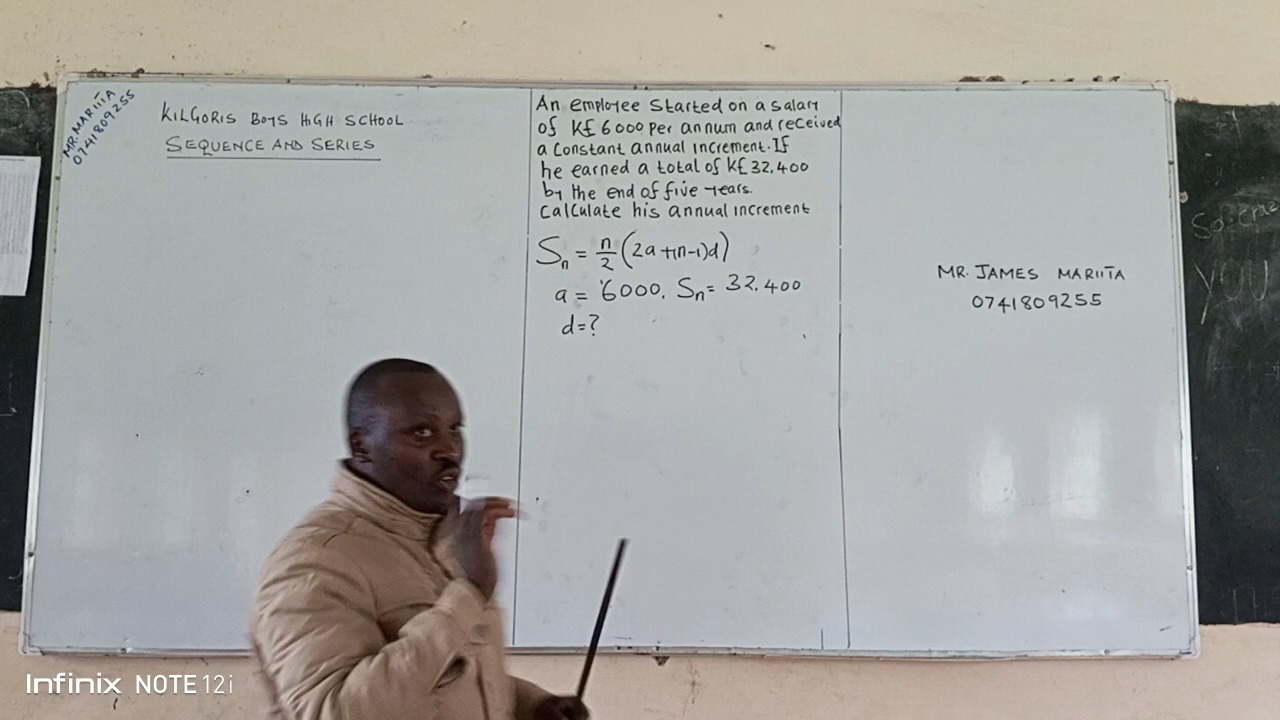 MR. MARIITA
0741809255
KILGORIS BOYS HIGH SCHOOL
SEQUENCE AND SERIES
An employee started on a salary
of K£ 6000 per annum and received
a constant annual increment. If
he earned a total of K£ 32,400
by the end of five years.
Calculate his annual increment
Sn = n/2 (2a+(n-1)d)
a = 6000, Sn = 32,400
d=?
MR. JAMES MARIITA
0741809255
YOU
Infinix NOTE 12i